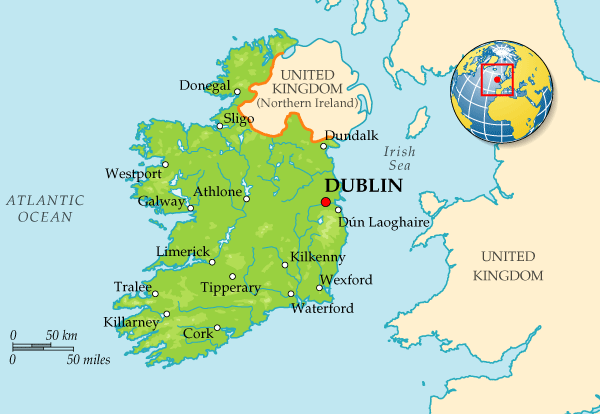 UNITED
KINGDOM
(Northern Ireland)
Donegal
Sligo
Dundalk
Irish
Sea
Westport
Athlone
DUBLIN
Galway
ATLANTIC
OCEAN
Dún Laoghaire
Limerick
Kilkenny
UNITED
KINGDOM
Tralee
Tipperary
Wexford
Waterford
Killarney
Cork
0 50 km
0 50 miles